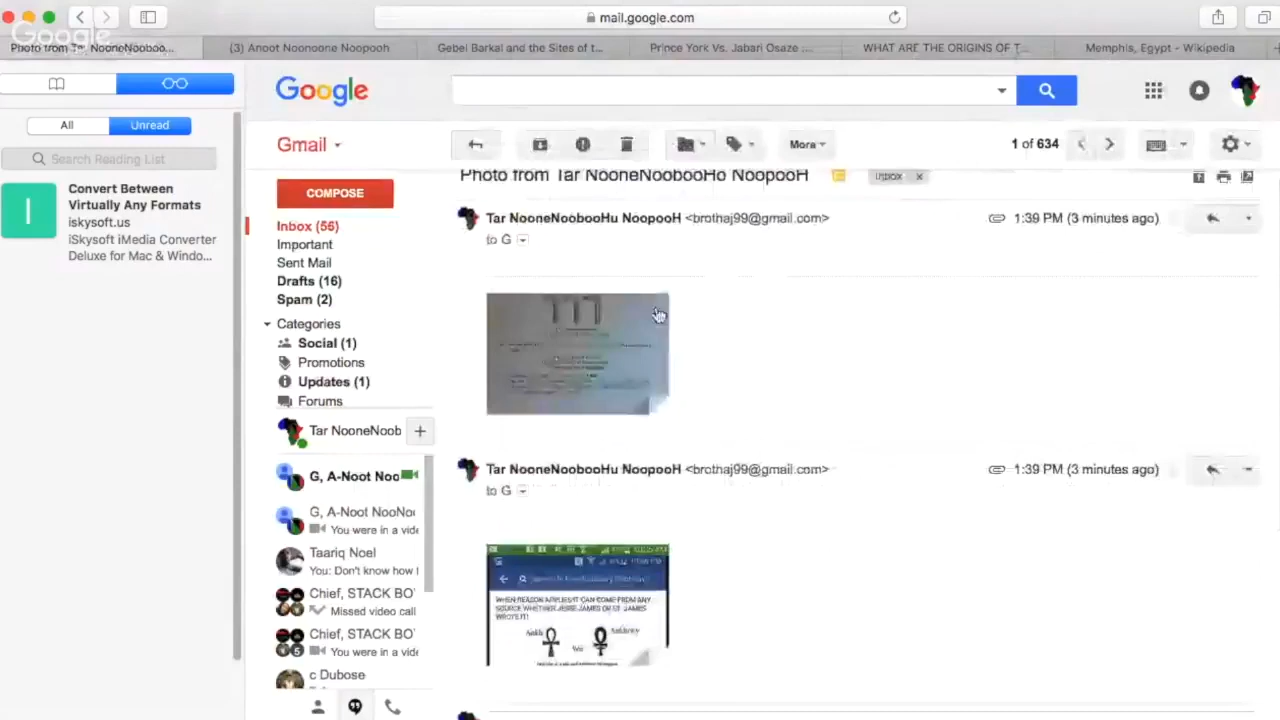 mail.google.com
Google
Photo from Tar NooneNooboo...
(3) Anoot Noonoone Noopooh
Gebel Barkal and the Sites of t...
Prince York Vs. Jabari Osaze ...
WHAT ARE THE ORIGINS OF T...
Memphis, Egypt - Wikipedia
All
Unread
Search Reading List
Convert Between
Virtually Any Formats
iskysoft.us
iSkysoft iMedia Converter
Deluxe for Mac & Windo...
Google
Gmail
More
1 of 634
COMPOSE
Inbox (56)
Important
Sent Mail
Drafts (16)
Spam (2)
Categories
Social (1)
Promotions
Updates (1)
Forums
Tar NooneNoob
G, A-Noot Noo
G, A-Noot NooNo
You were in a vide
Taariq Noel
You: Don't know how t
Chief, STACK BO
Missed video call
Chief, STACK BO
You were in a vide
c Dubose
Photo from Tar NooneNoobooHo NoopooH
Inbox x
Tar NooneNoobooHu NoopooH <brothaj99@gmail.com>
1:39 PM (3 minutes ago)
to G
Tar NooneNoobooHu NoopooH <brothaj99@gmail.com>
1:39 PM (3 minutes ago)
to G
WHEN REASON APPLIES IT CAN COME FROM ANY
SOURCE WHETHER JESSE JAMES OR ST. JAMES
WROTE IT!
Ankh